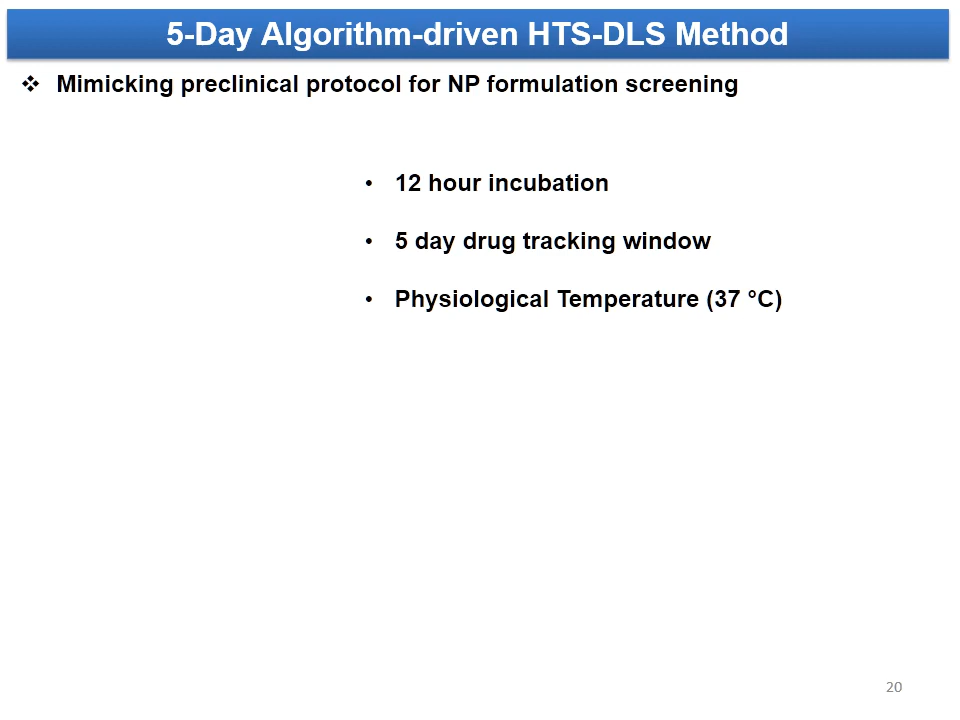 5-Day Algorithm-driven HTS-DLS Method
❖ Mimicking preclinical protocol for NP formulation screening
• 12 hour incubation
• 5 day drug tracking window
• Physiological Temperature (37 °C)
20